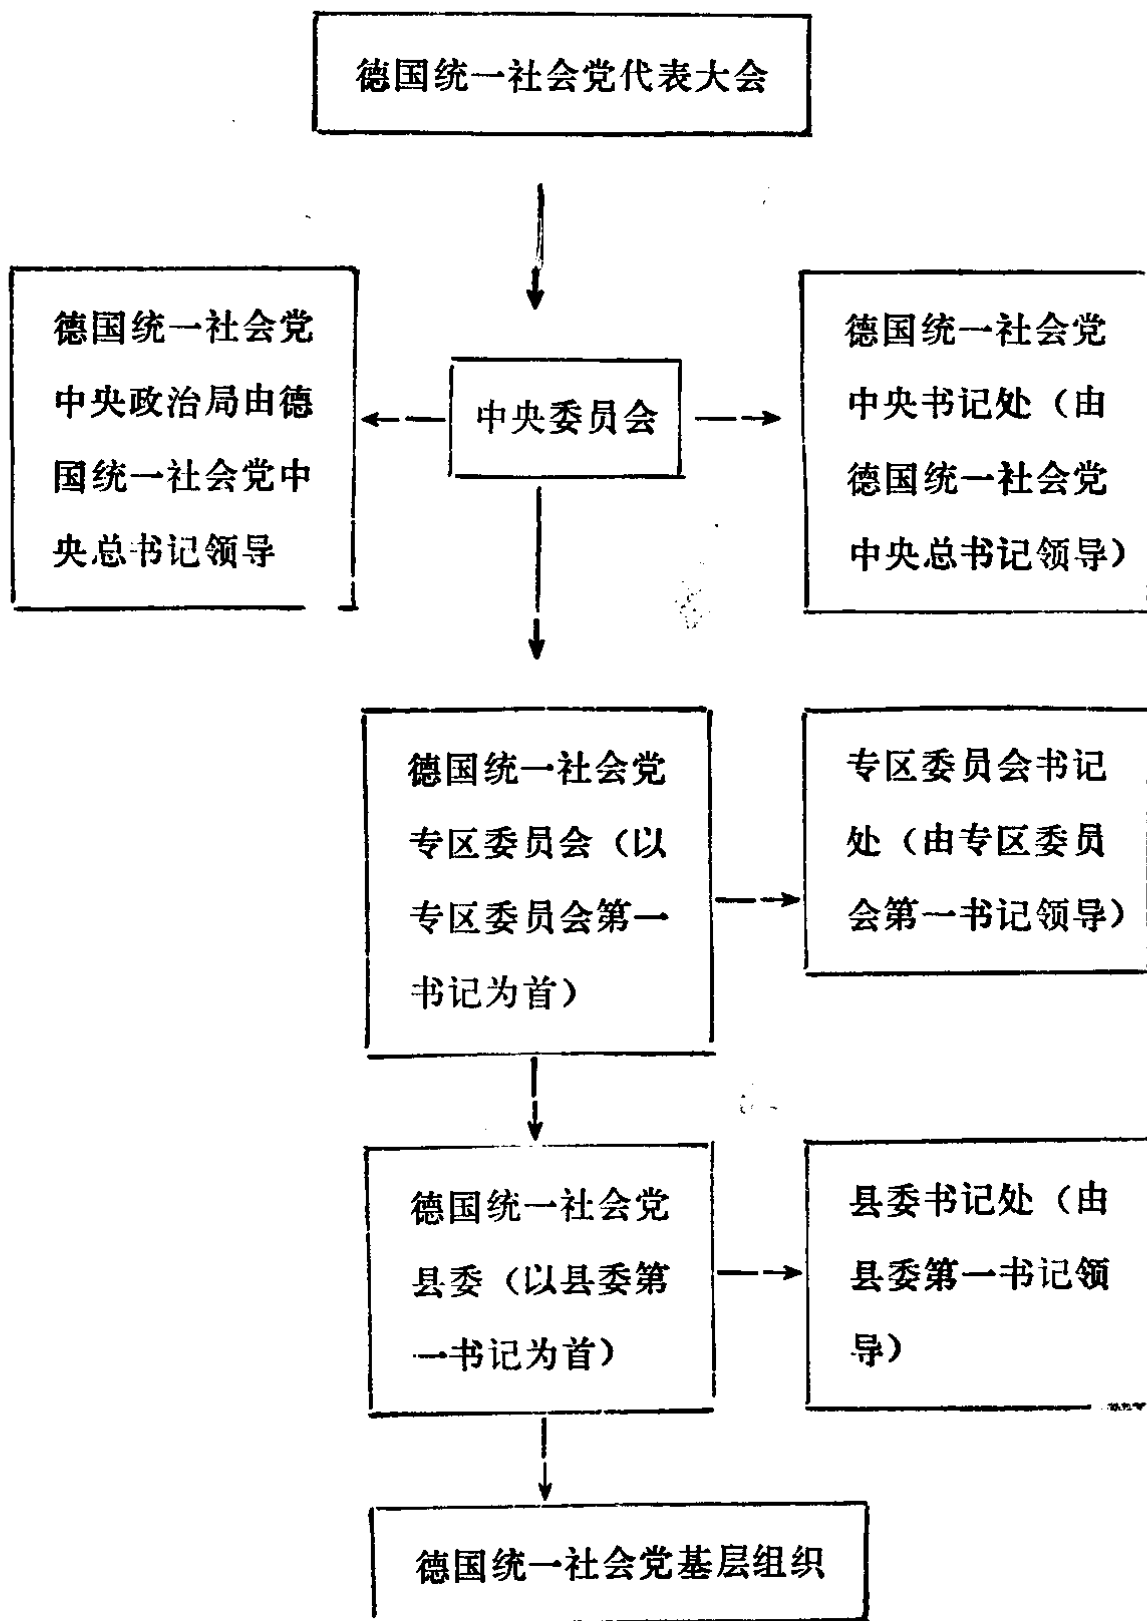 德国统一社会党代表大会
德国统一社会党
中央政治局由德
国统一社会党中
央总书记领导
中央委员会
德国统一社会党
中央书记处（由
德国统一社会党
中央总书记领导）
德国统一社会党
专区委员会（以
专区委员会第一
书记为首）
专区委员会书记
处（由专区委员
会第一书记领导）
德国统一社会党
县委（以县委第
一书记为首）
县委书记处（由
县委第一书记领
导）
德国统一社会党基层组织